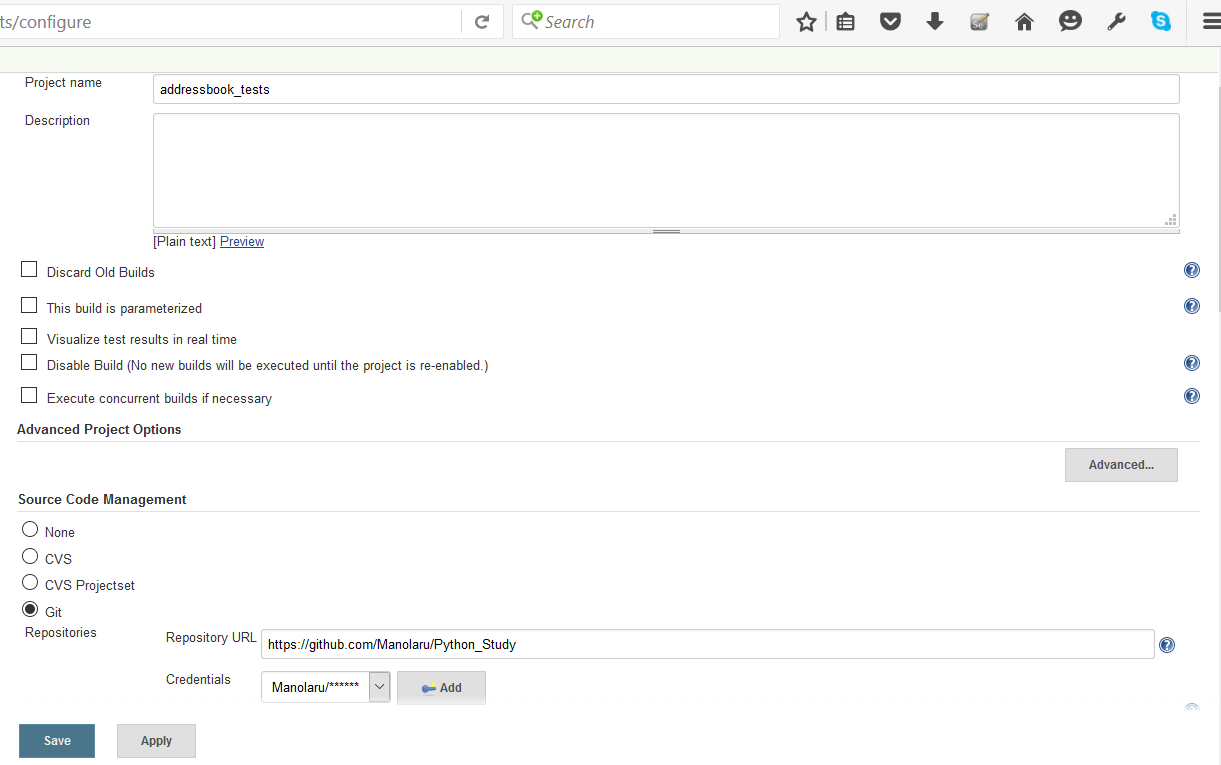 ts/configure
Search
Project name
addressbook_tests
Description
[Plain text] Preview
Discard Old Builds
This build is parameterized
Visualize test results in real time
Disable Build (No new builds will be executed until the project is re-enabled.)
Execute concurrent builds if necessary
Advanced Project Options
Advanced...
Source Code Management
None
CVS
CVS Projectset
Git
Repositories
Repository URL https://github.com/Manolaru/Python_Study
Credentials
Manolaru/****** Add
Save Apply